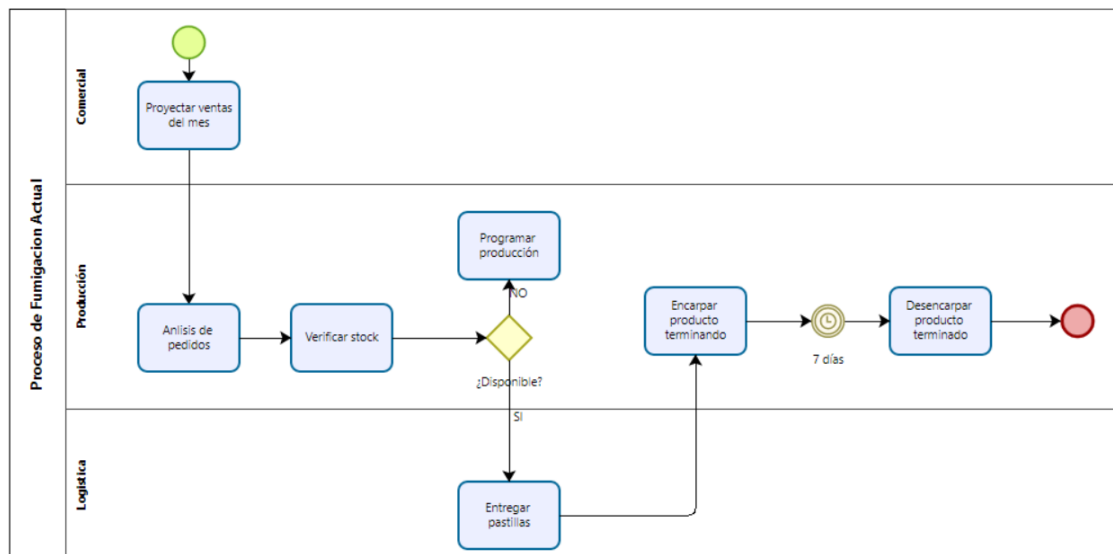 Proceso de Fumigacion Actual
Comercial
Proyectar ventas
del mes
Producción
Programar
producción
NO
Anlisis de
pedidos
Verificar stock
¿Disponible?
SI
Encarpar
producto
terminando
7 días
Desencarpar
producto
terminado
Logistica
Entregar
pastillas